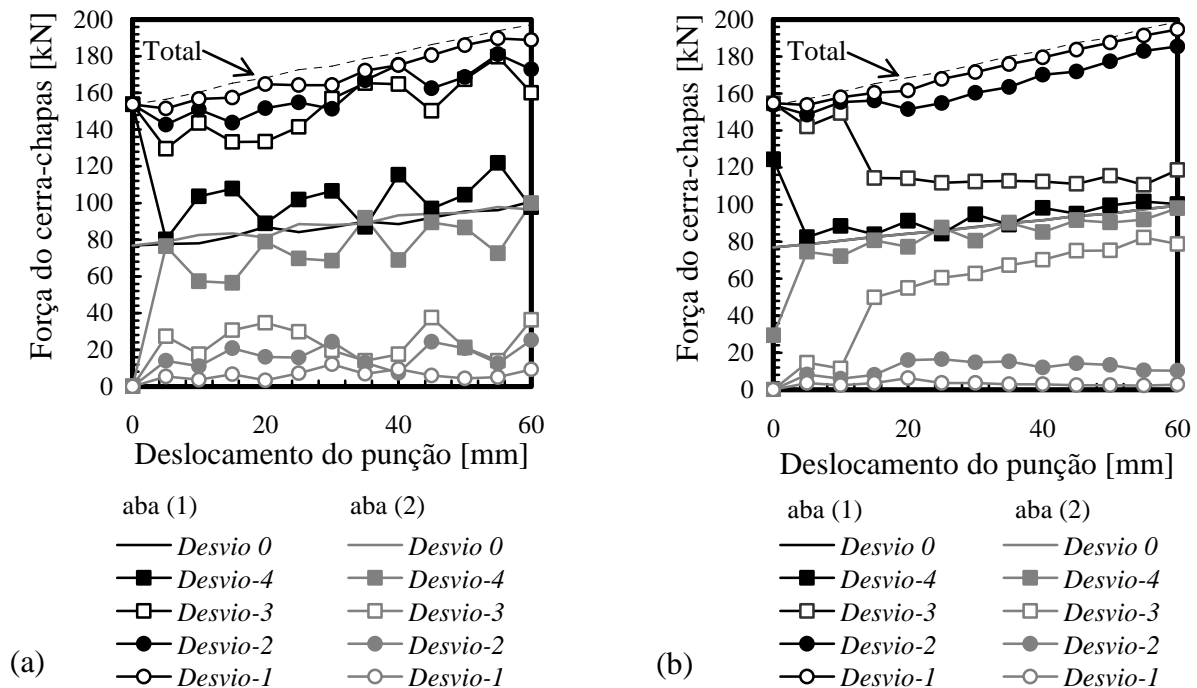 Força do cerra-chapas [kN]
200
180
160
140
120
100
80
60
40
20
0
Total
0 20 40 60
Deslocamento do punção [mm]
aba (1) aba (2)
Desvio 0 Desvio 0
Desvio-4 Desvio-4
Desvio-3 Desvio-3
Desvio-2 Desvio-2
Desvio-1 Desvio-1
(a)
Força do cerra-chapas [kN]
200
180
160
140
120
100
80
60
40
20
0
Total
0 20 40 60
Deslocamento do punção [mm]
aba (1) aba (2)
Desvio 0 Desvio 0
Desvio-4 Desvio-4
Desvio-3 Desvio-3
Desvio-2 Desvio-2
Desvio-1 Desvio-1
(b)